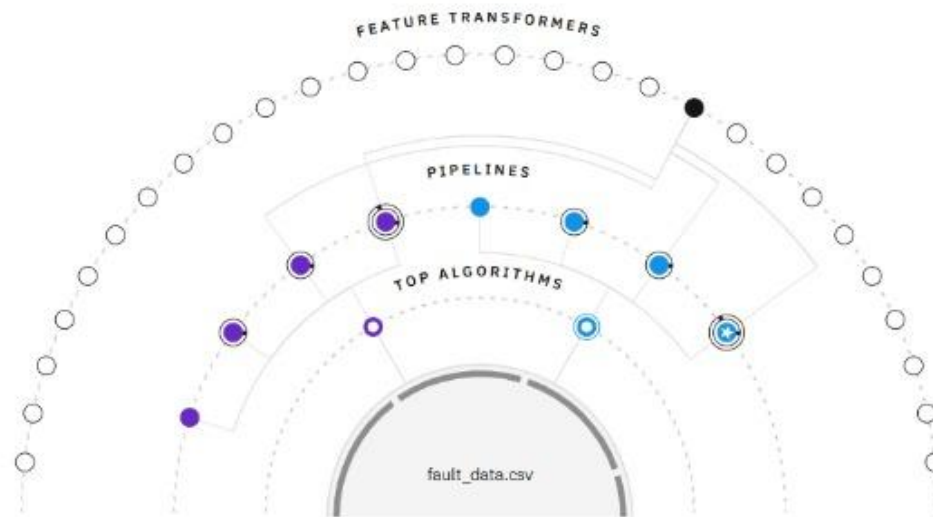 FEATURE TRANSFORMERS
PIPELINES
TOP ALGORITHMS
fault_data.csv